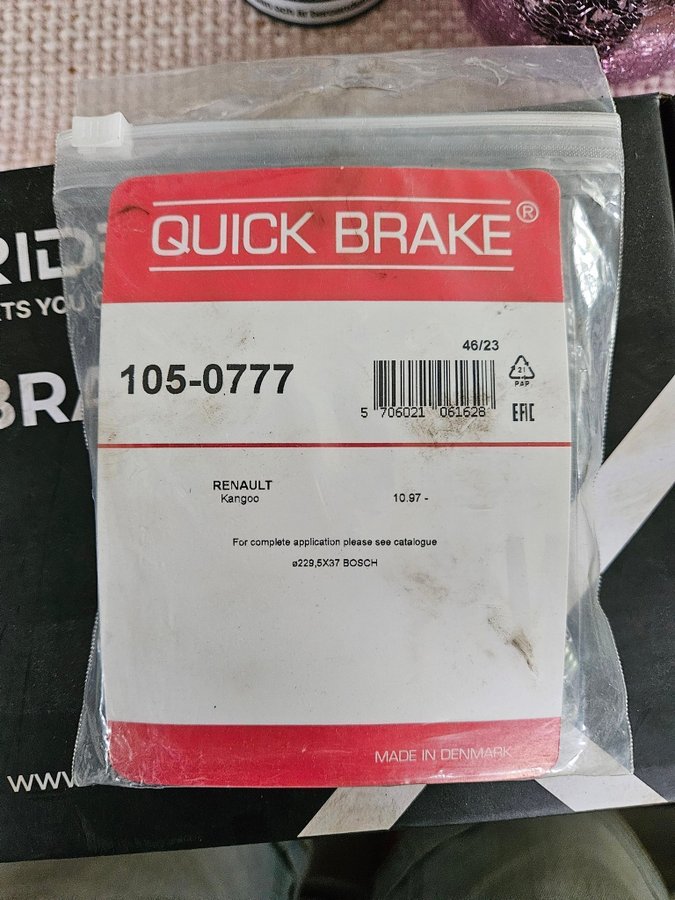 QUICK BRAKE®
46/23
105-0777
5 706021 061628
21
PAP
EAC
RENAULT
Kangoo 10.97 -
For complete application please see catalogue
ø229,5X37 BOSCH
MADE IN DENMARK
www